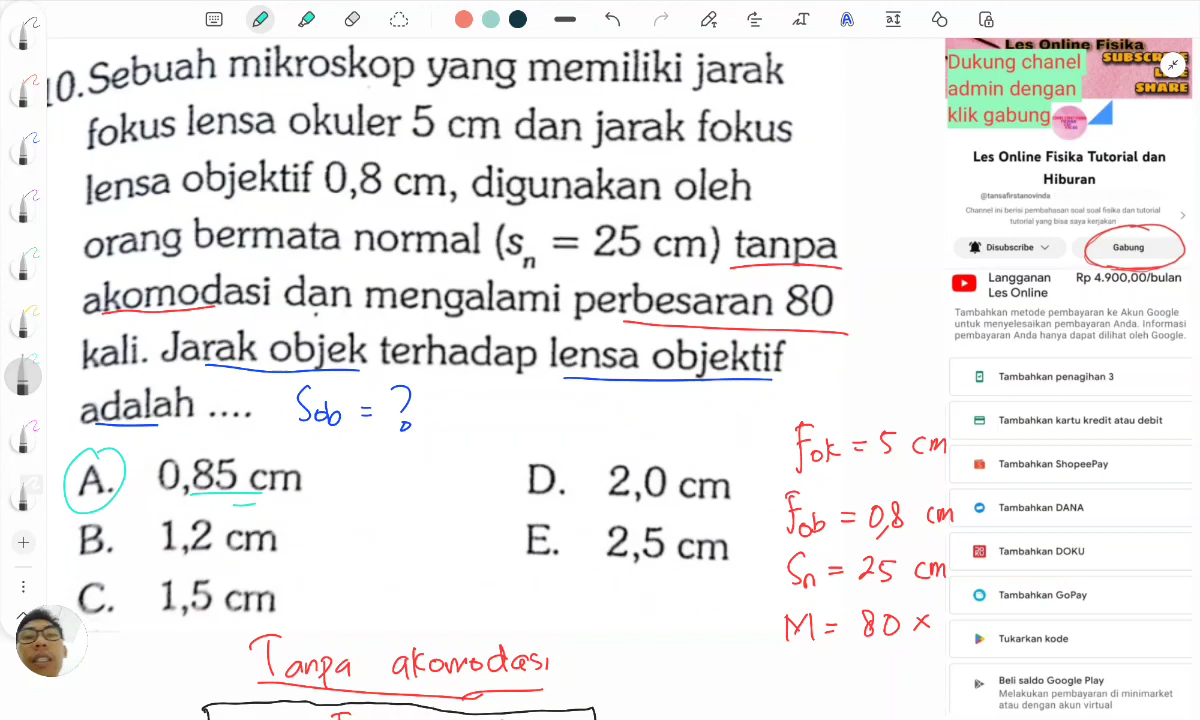 10. Sebuah mikroskop yang memiliki jarak
fokus lensa okuler 5 cm dan jarak fokus
lensa objektif 0,8 cm, digunakan oleh
orang bermata normal (sn = 25 cm) tanpa
akomodasi dan mengalami perbesaran 80
kali. Jarak objek terhadap lensa objektif
adalah .... Sob = ?
A. 0,85 cm
B. 1,2 cm
C. 1,5 cm
D. 2,0 cm
E. 2,5 cm
fok = 5 cm
fob = 0,8 cm
Sn = 25 cm
M = 80 ×
Tanpa akomodasi
Les Online Fisika
SUBSCR
LIKE
SHARE
Dukung chanel
admin dengan
klik gabung
Les Online Fisika Tutorial dan
Hiburan
@tansafirstanovinda
Channel ini berisi pembahasan soal soal fisika dan tutorial
tutorial yang bisa saya kerjakan
Disubscribe
Gabung
Langganan Rp 4.900,00/bulan
Les Online
Tambahkan metode pembayaran ke Akun Google
untuk menyelesaikan pembayaran Anda. Informasi
pembayaran Anda hanya dapat dilihat oleh Google.
Tambahkan penagihan 3
Tambahkan kartu kredit atau debit
Tambahkan ShopeePay
Tambahkan DANA
Tambahkan DOKU
Tambahkan GoPay
Tukarkan kode
Beli saldo Google Play
Melakukan pembayaran di minimarket
atau dengan akun virtual